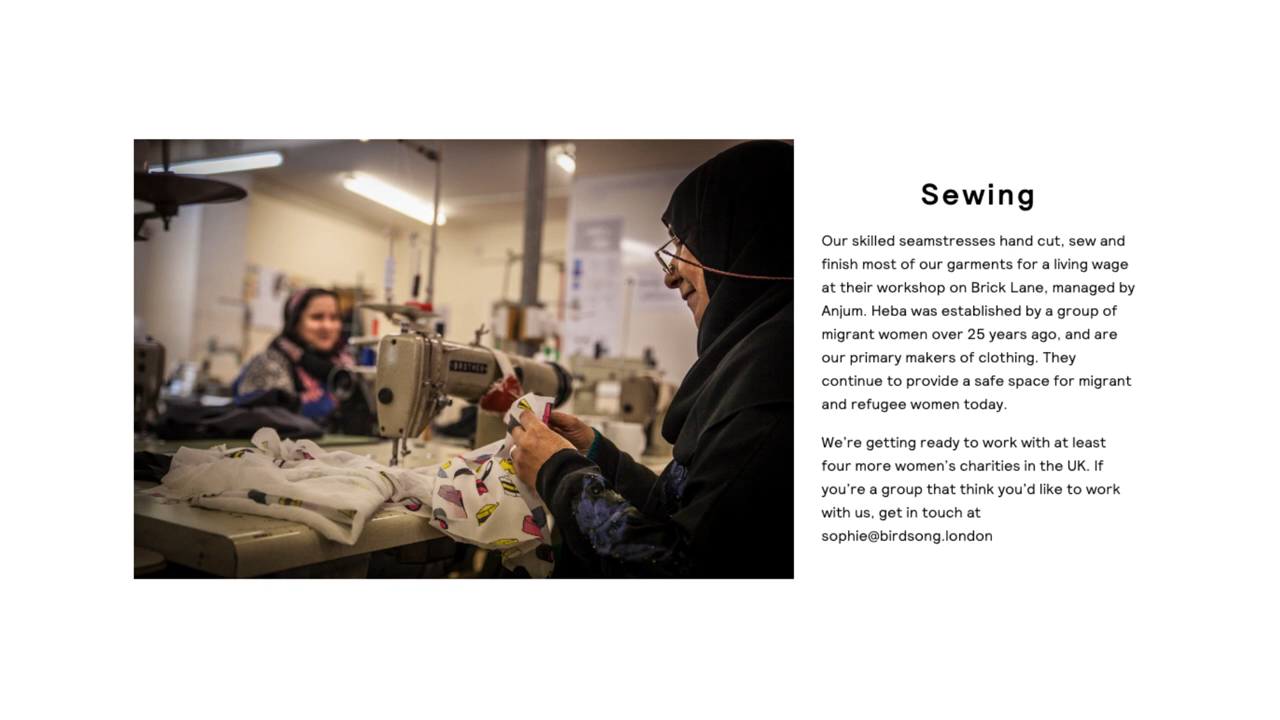 Sewing
Our skilled seamstresses hand cut, sew and
finish most of our garments for a living wage
at their workshop on Brick Lane, managed by
Anjum. Heba was established by a group of
migrant women over 25 years ago, and are
our primary makers of clothing. They
continue to provide a safe space for migrant
and refugee women today.
We're getting ready to work with at least
four more women's charities in the UK. If
you're a group that think you'd like to work
with us, get in touch at
sophie@birdsong.london
BROTHER